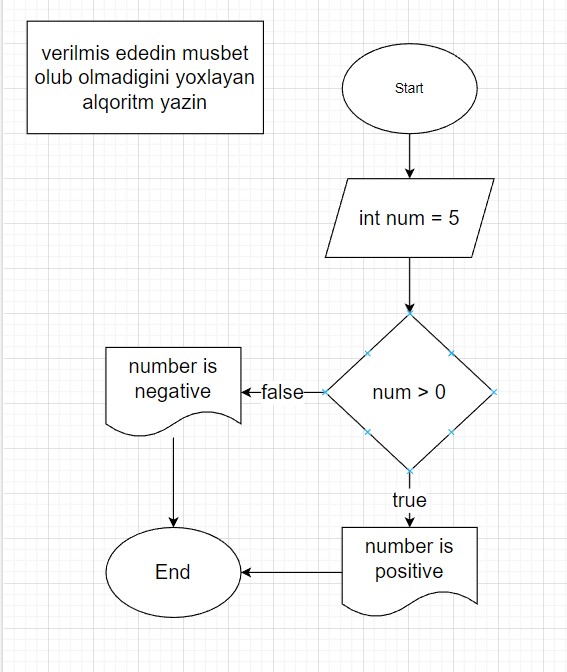 verilmis ededin musbet
olub olmadigini yoxlayan
alqoritm yazin
Start
int num = 5
num > 0
false
number is
negative
true
number is
positive
End